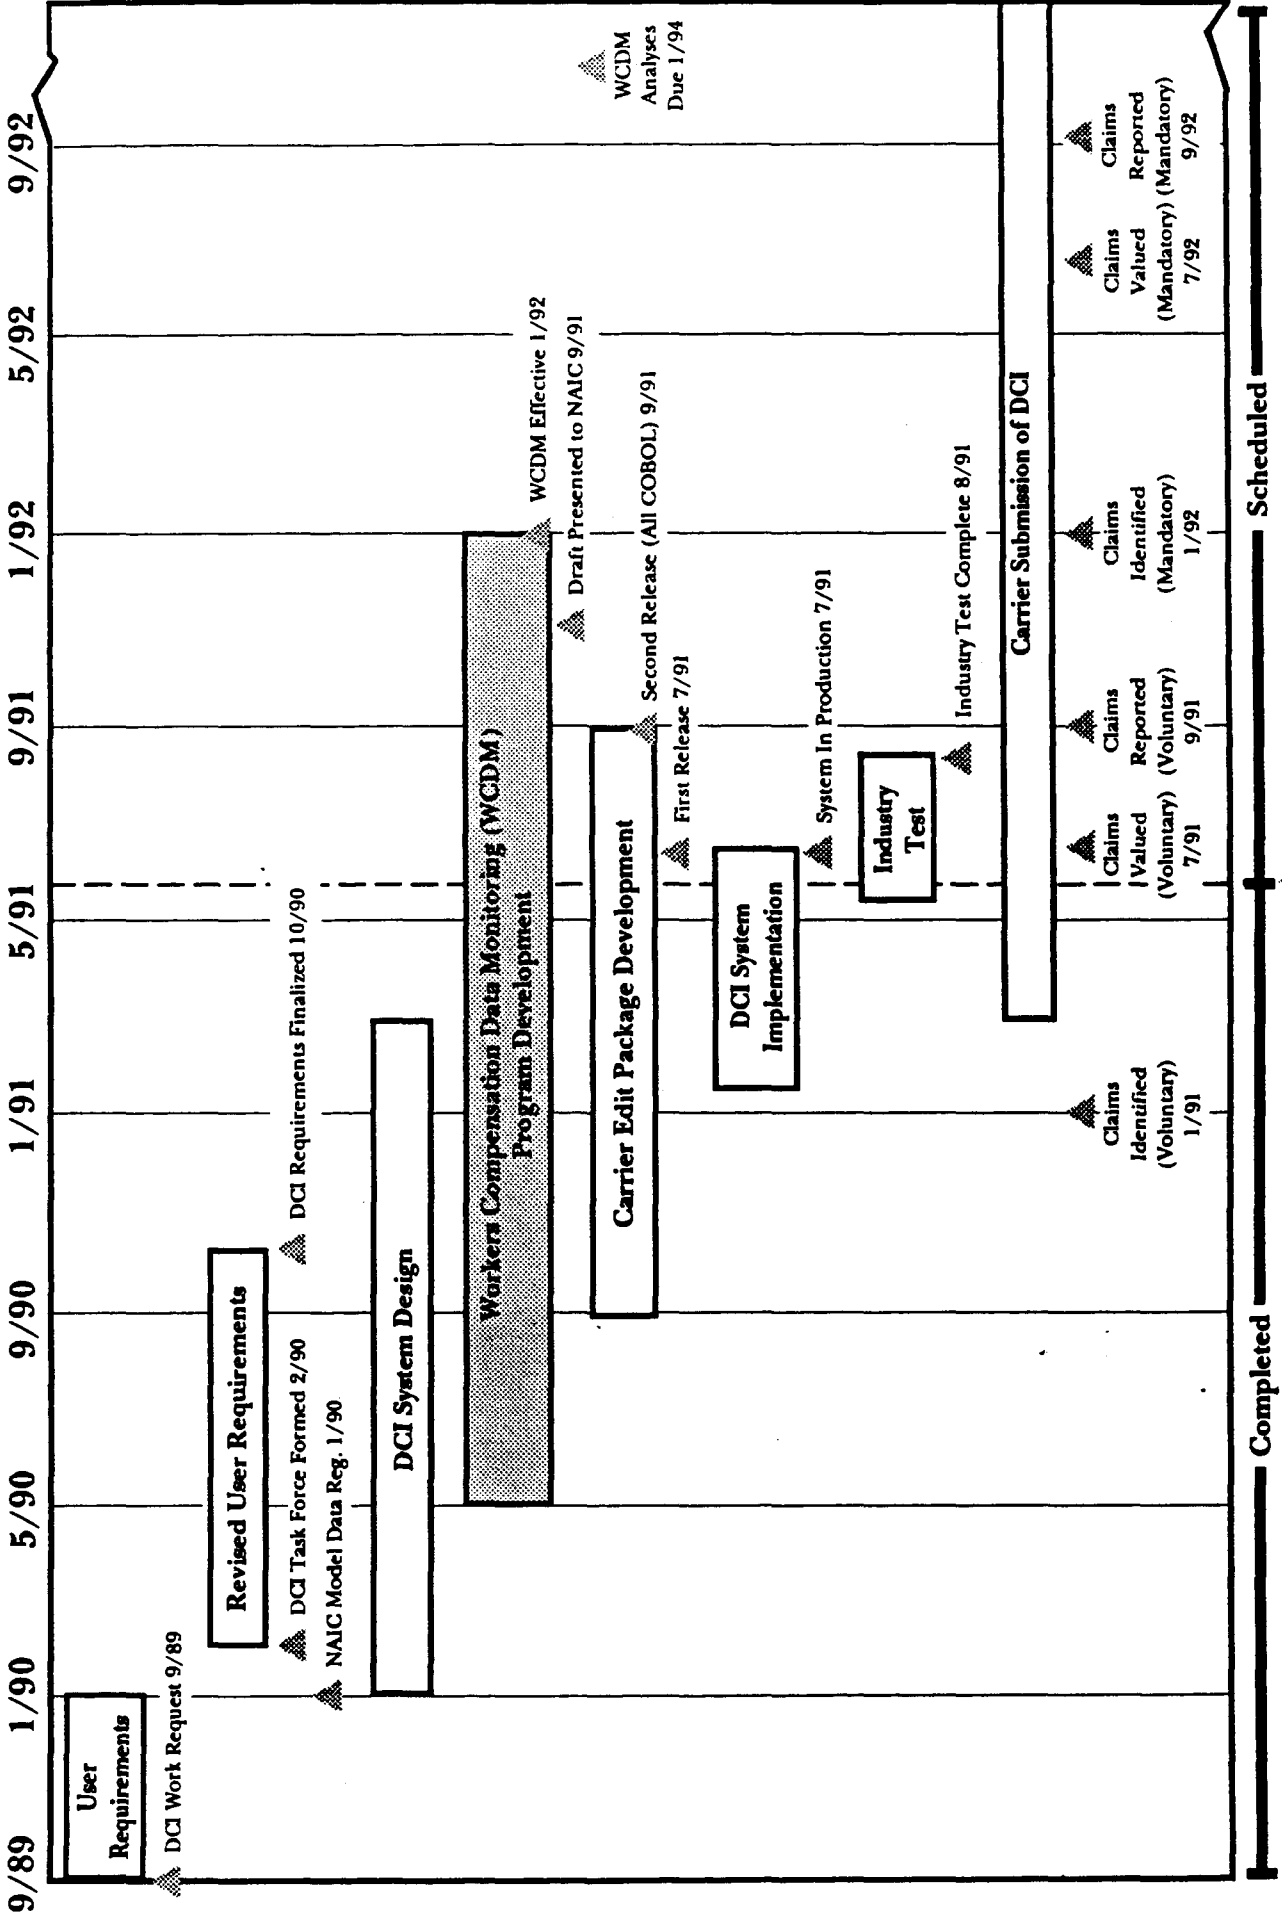 9/89
1/90
5/90
9/90
1/91
5/91
9/91
1/92
5/92
9/92
User
Requirements
DCI Work Request 9/89
Revised User Requirements
DCI Task Force Formed 2/90
DCI Requirements Finalized 10/90
NAIC Model Data Reg. 1/90
DCI System Design
Workers Compensation Data Monitoring (WCDM)
Program Development
WCDM Effective 1/92
Draft Presented to NAIC 9/91
WCDM
Analyses
Due 1/94
Carrier Edit Package Development
Second Release (All COBOL) 9/91
First Release 7/91
DCI System
Implementation
System In Production 7/91
Industry
Test
Industry Test Complete 8/91
Carrier Submission of DCI
Claims
Identified
(Voluntary)
1/91
Claims
Valued
(Voluntary)
7/91
Claims
Reported
(Voluntary)
9/91
Claims
Identified
(Mandatory)
1/92
Claims
Valued
(Mandatory)
7/92
Claims
Reported
(Mandatory)
9/92
Completed
Scheduled